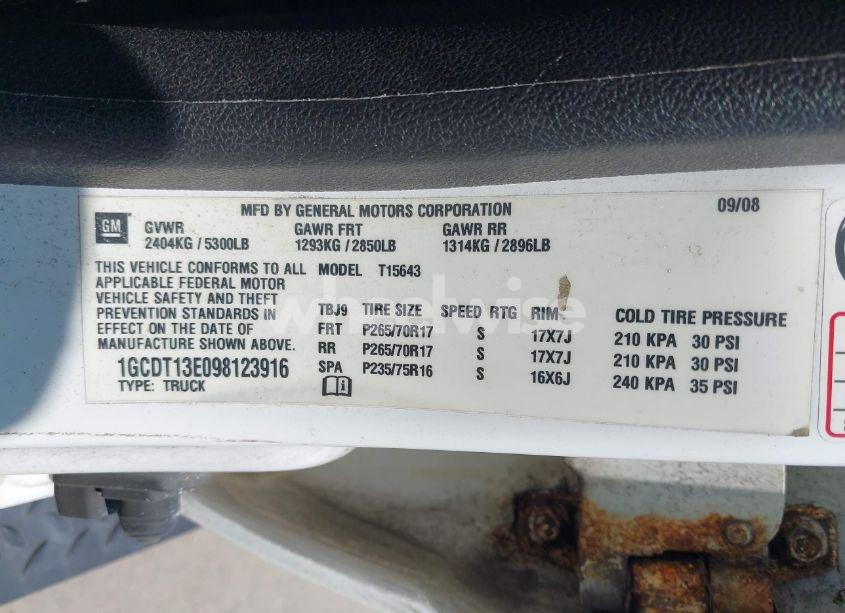 MFD BY GENERAL MOTORS CORPORATION 09/08
GM
GVWR GAWR FRT GAWR RR
2404KG / 5300LB 1293KG / 2850LB 1314KG / 2896LB
THIS VEHICLE CONFORMS TO ALL
APPLICABLE FEDERAL MOTOR
VEHICLE SAFETY AND THEFT
PREVENTION STANDARDS IN
EFFECT ON THE DATE OF
MANUFACTURE SHOWN ABOVE.
1GCDT13E098123916
TYPE: TRUCK
MODEL T15643
TBJ9 TIRE SIZE SPEED RTG RIM COLD TIRE PRESSURE
FRT P265/70R17 S 17X7J 210 KPA 30 PSI
RR P265/70R17 S 17X7J 210 KPA 30 PSI
SPA P235/75R16 S 16X6J 240 KPA 35 PSI
wheelwise